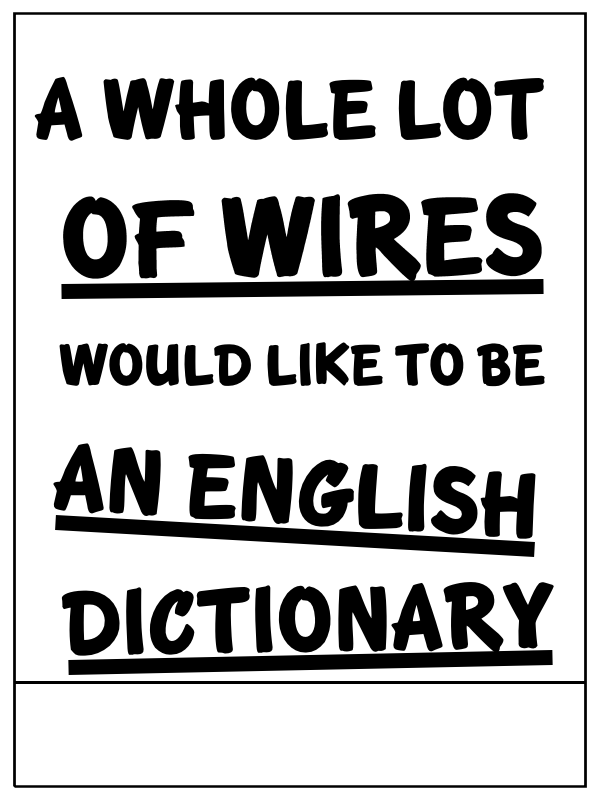 A WHOLE LOT
OF WIRES
WOULD LIKE TO BE
AN ENGLISH
DICTIONARY